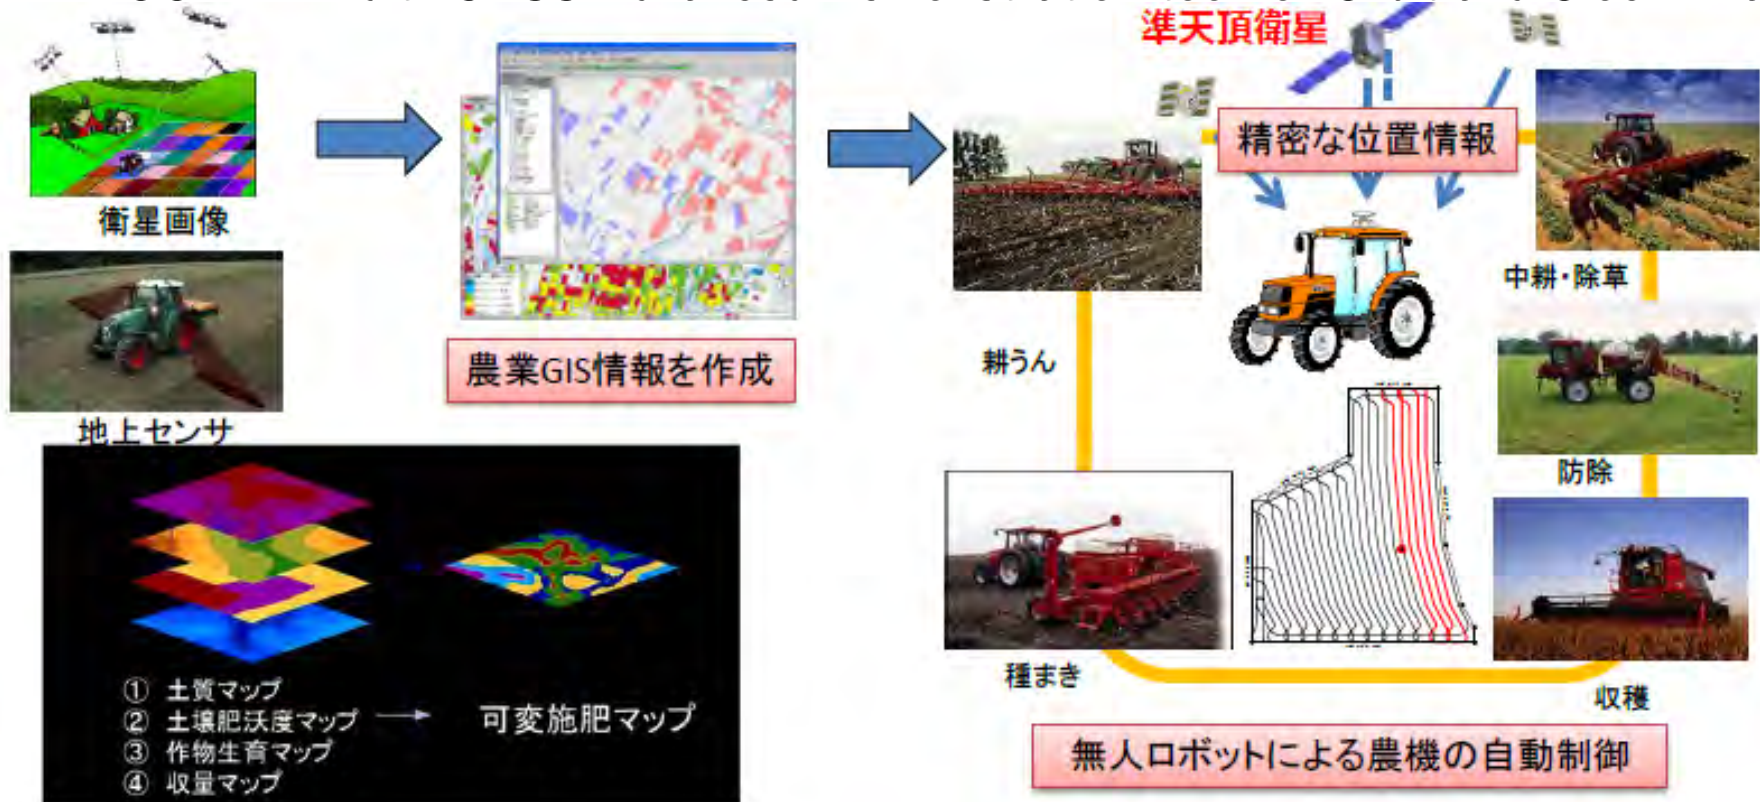 準天頂衛星
精密な位置情報
衛星画像
地上センサ
農業GIS情報を作成
耕うん
中耕・除草
防除
種まき
収穫
① 土質マップ
② 土壌肥沃度マップ
③ 作物生育マップ
④ 収量マップ
可変施肥マップ
無人ロボットによる農機の自動制御